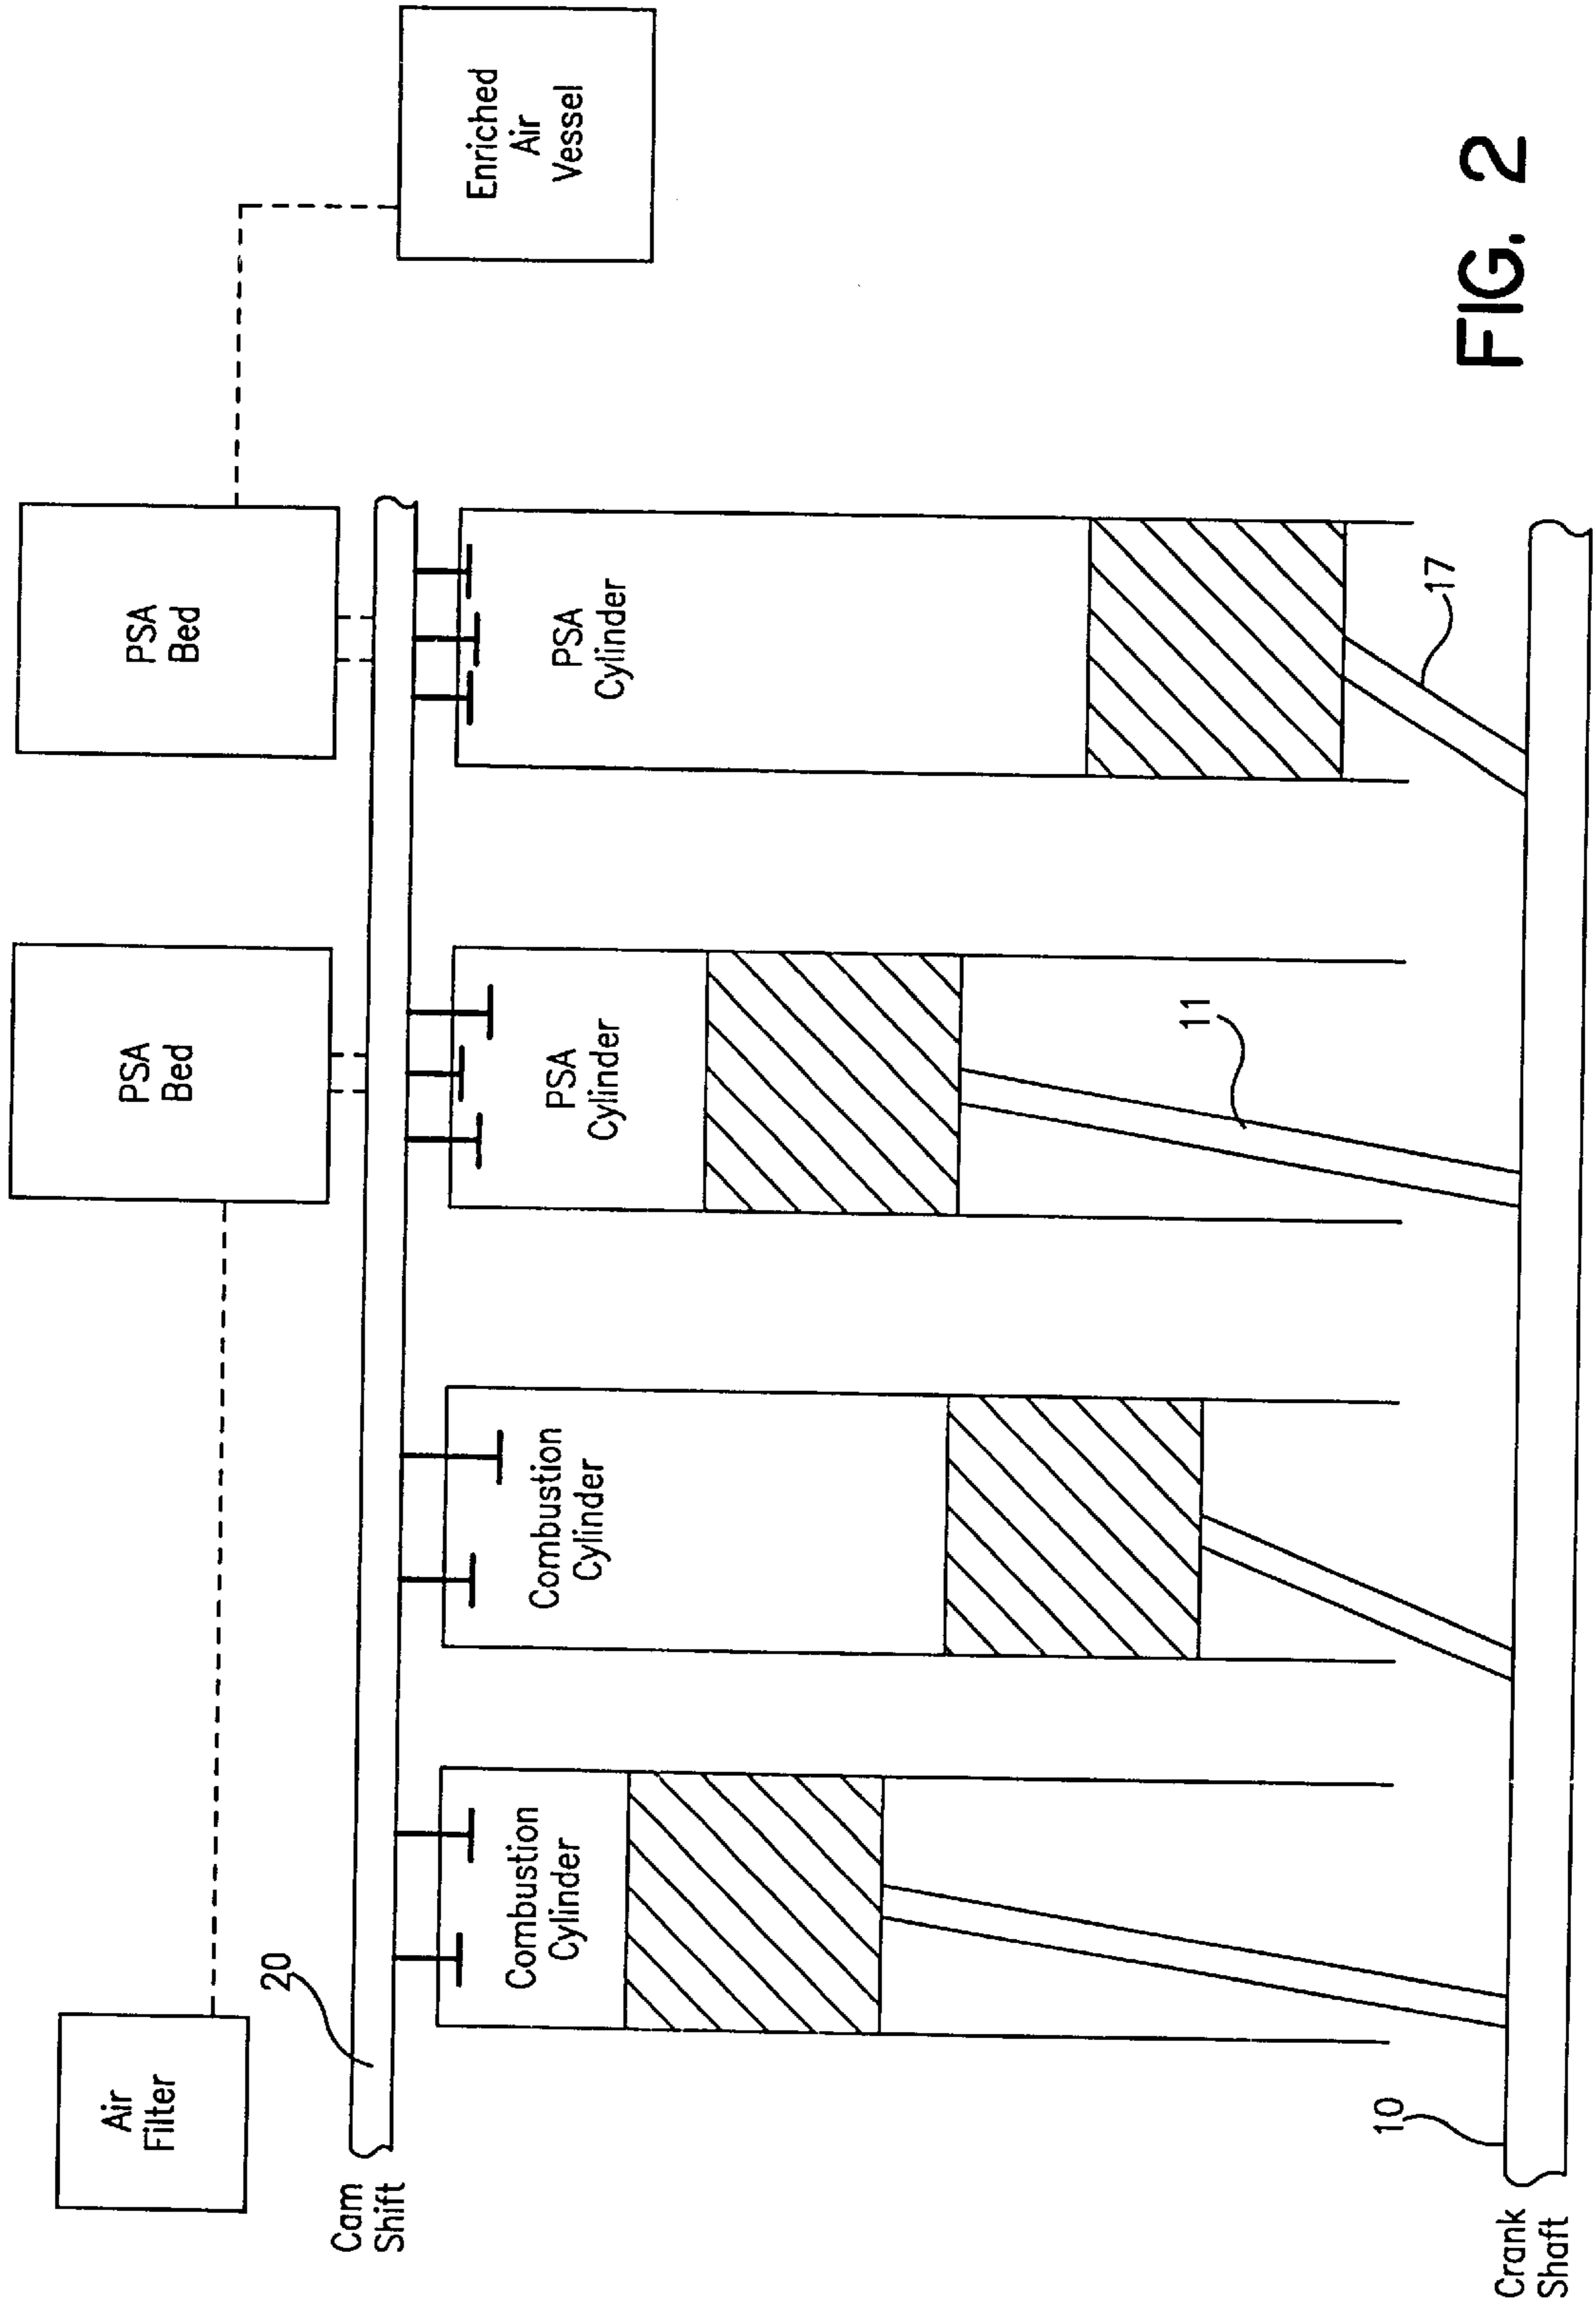 Air
Filter
PSA
Bed
PSA
Bed
Enriched
Air
Vessel
20
Cam
Shift
Combustion
Cylinder
Combustion
Cylinder
PSA
Cylinder
PSA
Cylinder
11
17
10
Crank
Shaft
FIG. 2